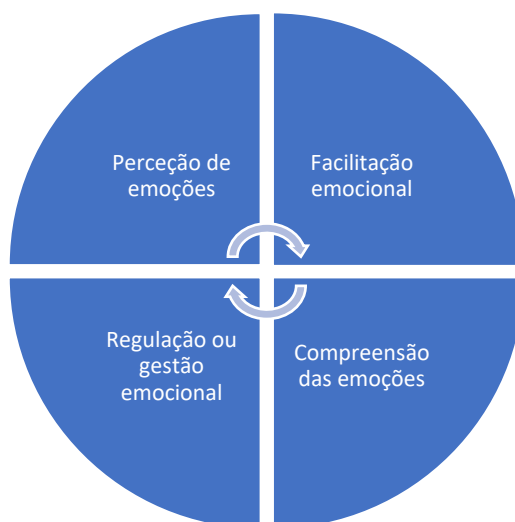 Perceção de
emoções
Facilitação
emocional
Regulação ou
gestão
emocional
Compreensão
das emoções